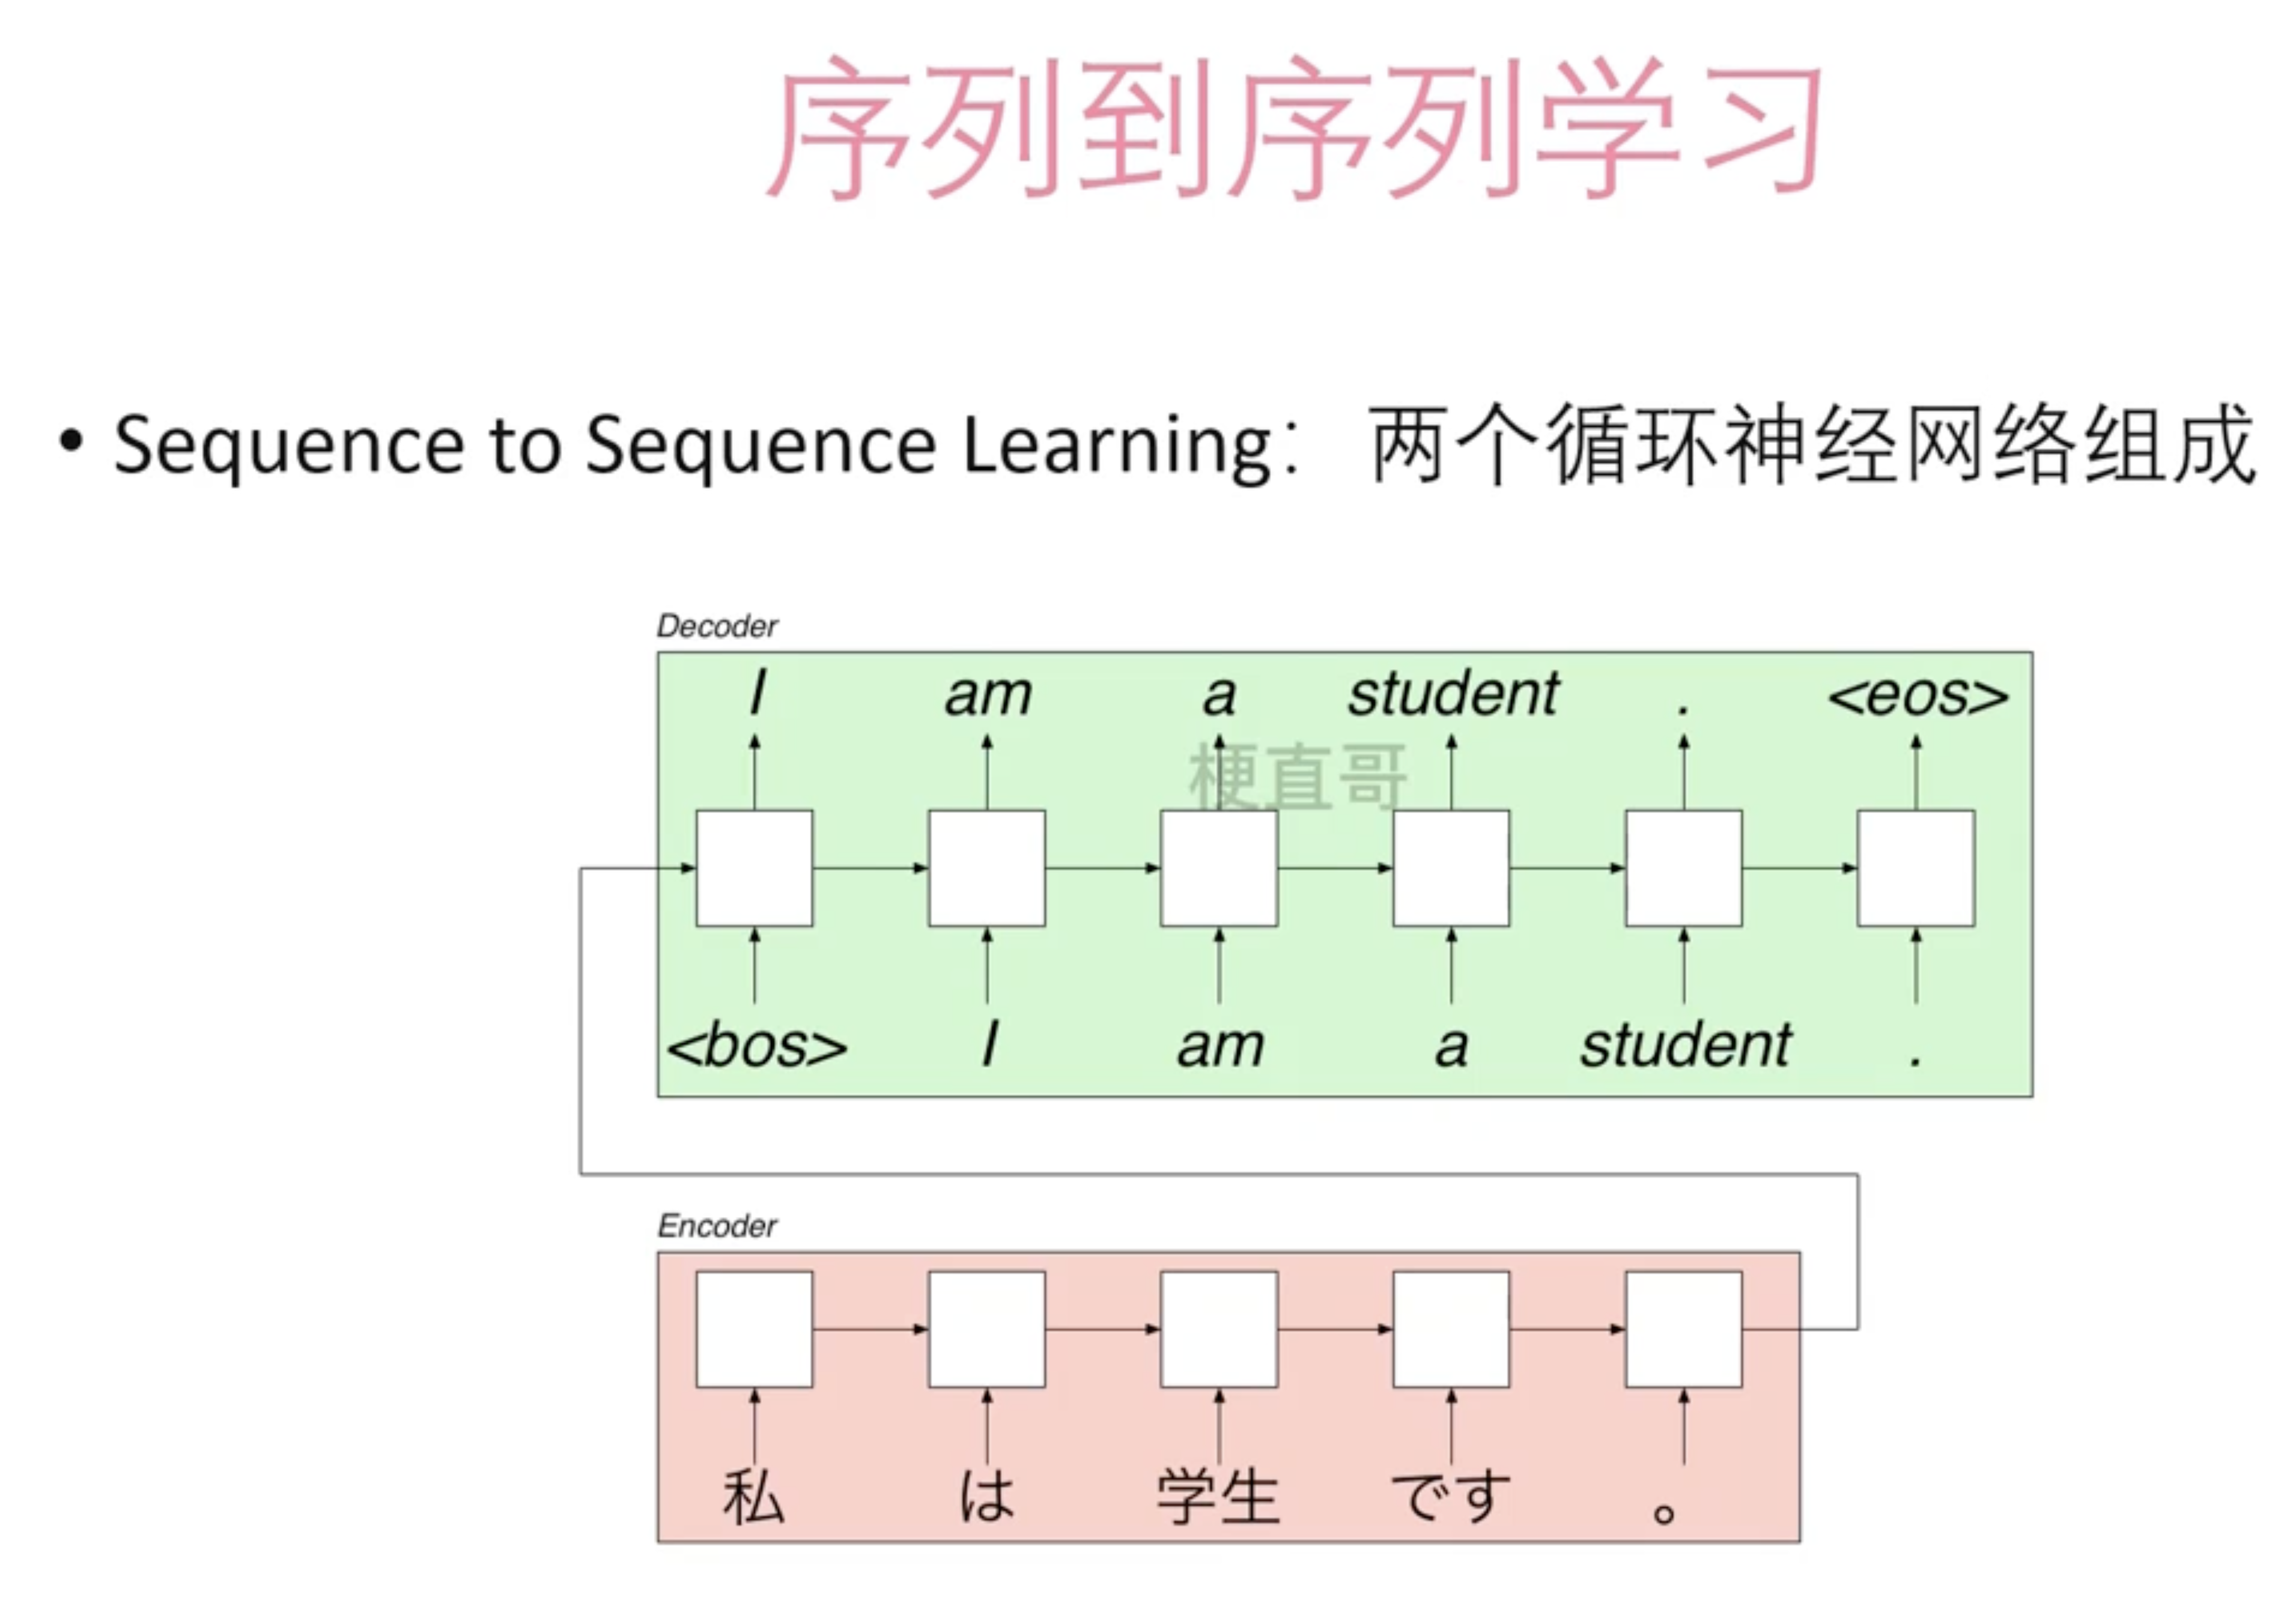 序列到序列学习
• Sequence to Sequence Learning： 两个循环神经网络组成
Decoder
I am a student . <eos>
梗直哥
<bos> I am a student .
Encoder
私 は 学生 です 。